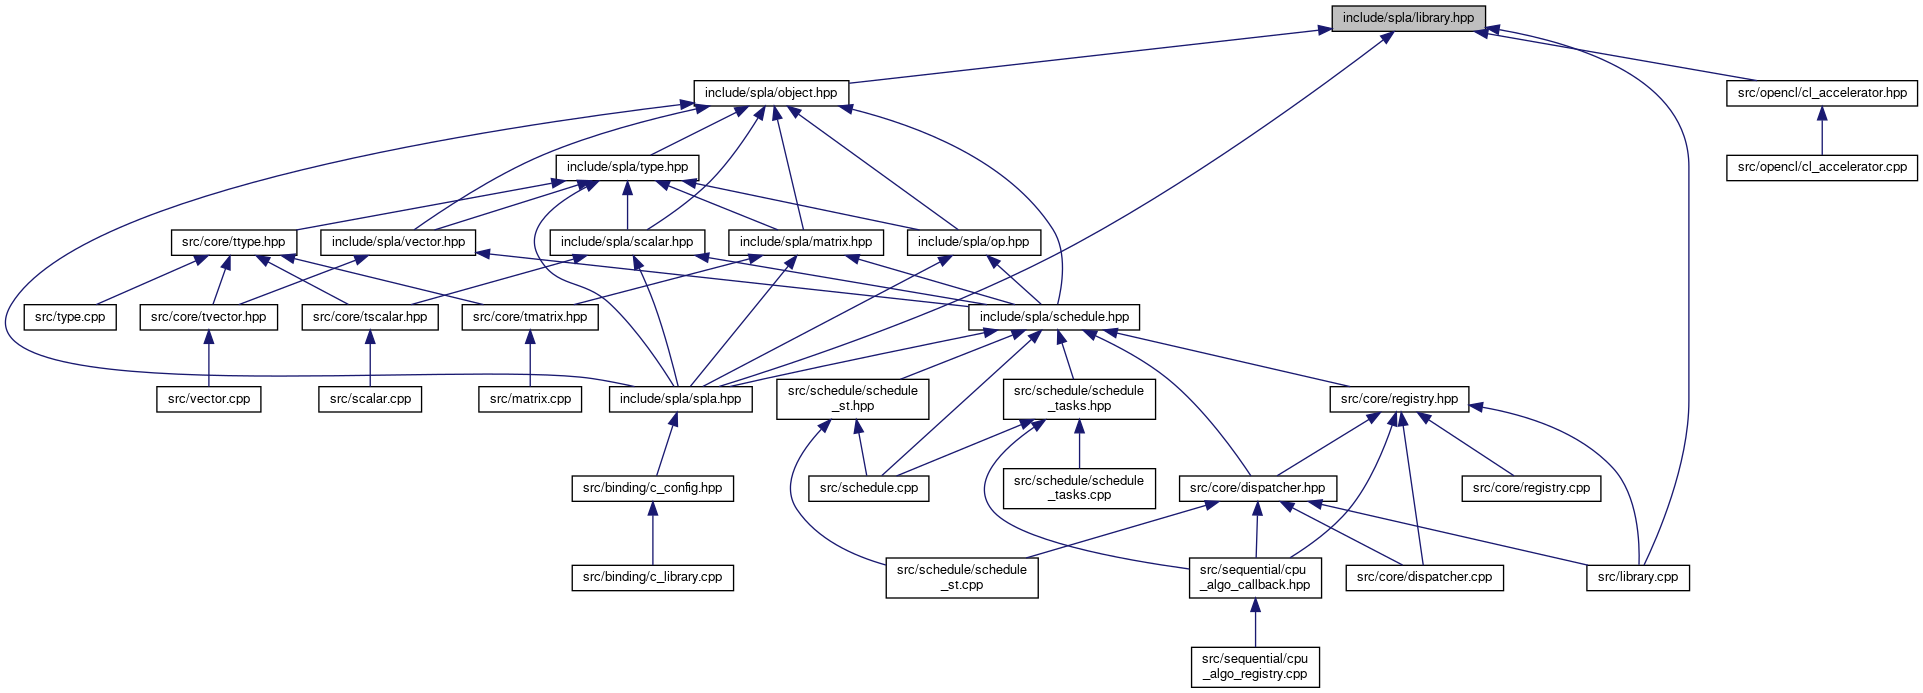 include/spla/library.hpp
include/spla/object.hpp
src/opencl/cl_accelerator.hpp
include/spla/type.hpp
src/opencl/cl_accelerator.cpp
src/core/ttype.hpp
include/spla/vector.hpp
include/spla/scalar.hpp
include/spla/matrix.hpp
include/spla/op.hpp
src/type.cpp
src/core/tvector.hpp
src/core/tscalar.hpp
src/core/tmatrix.hpp
include/spla/schedule.hpp
src/vector.cpp
src/scalar.cpp
src/matrix.cpp
include/spla/spla.hpp
src/schedule/schedule
_st.hpp
src/schedule/schedule
_tasks.hpp
src/core/registry.hpp
src/binding/c_config.hpp
src/schedule.cpp
src/schedule/schedule
_tasks.cpp
src/core/dispatcher.hpp
src/core/registry.cpp
src/binding/c_library.cpp
src/schedule/schedule
_st.cpp
src/sequential/cpu
_algo_callback.hpp
src/core/dispatcher.cpp
src/library.cpp
src/sequential/cpu
_algo_registry.cpp